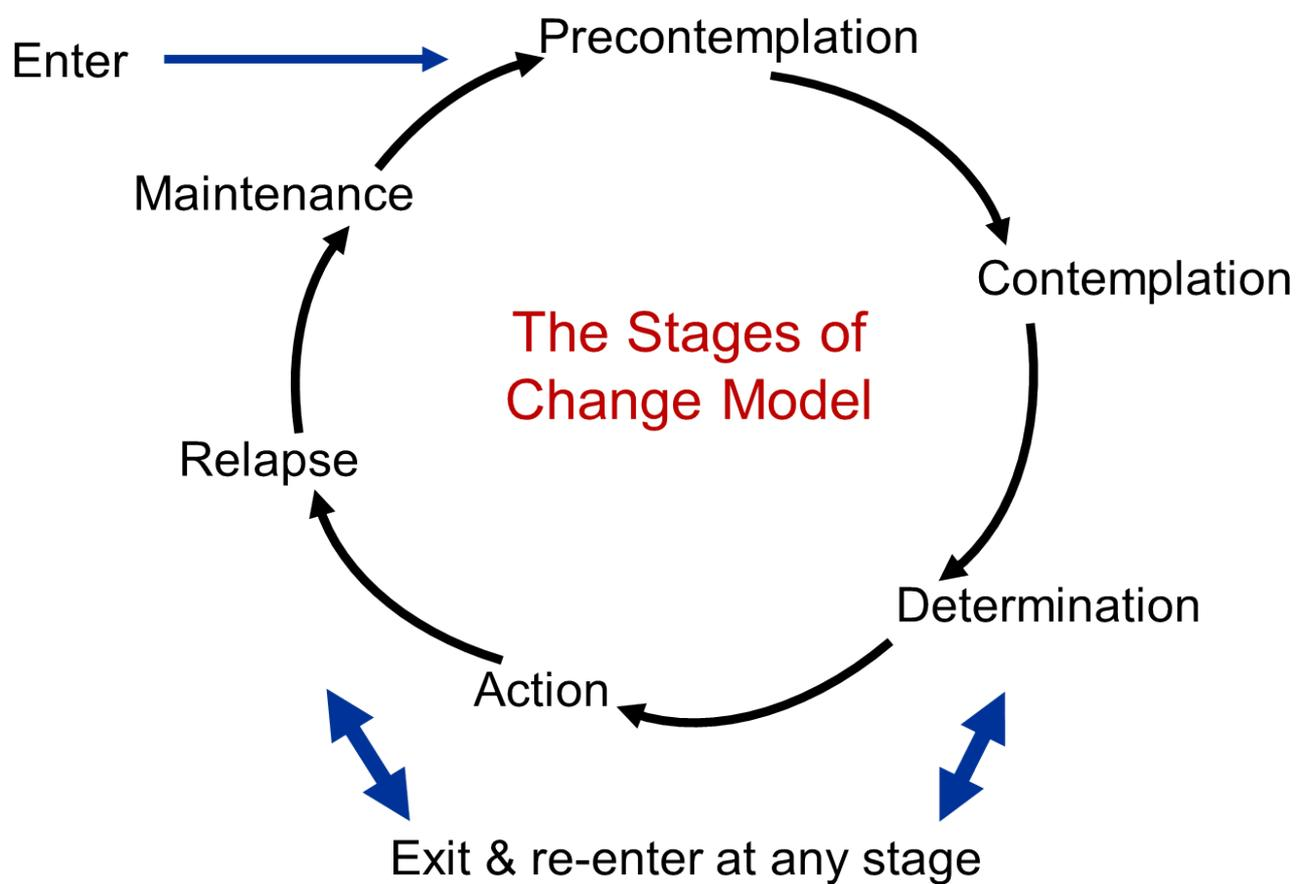 Enter
Precontemplation
Maintenance
Contemplation
The Stages of
Change Model
Relapse
Determination
Action
Exit & re-enter at any stage